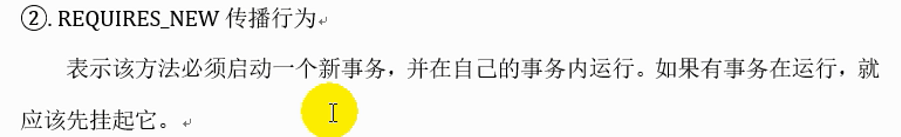 ②. REQUIRES_NEW 传播行为
表示该方法必须启动一个新事务，并在自己的事务内运行。如果有事务在运行，就
应该先挂起它。